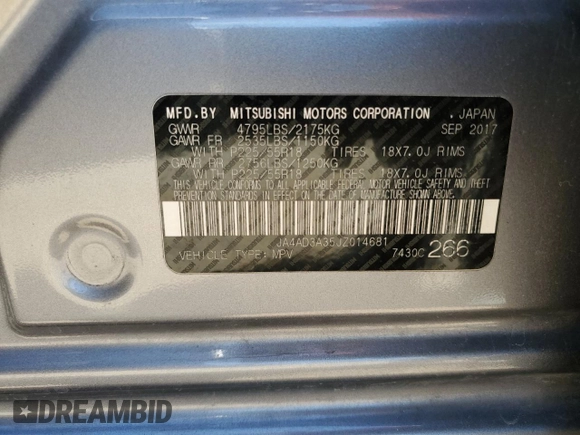 MFD.BY MITSUBISHI MOTORS CORPORATION . JAPAN
GVWR 4795LBS/2175KG SEP 2017
GAWR FR 2535LBS/1150KG
WITH P225/55R18 TIRES 18X7.0J RIMS
GAWR RR 2756LBS/1250KG
WITH P225/55R18 TIRES 18X7.0J RIMS
THIS VEHICLE CONFORMS TO ALL APPLICABLE FEDERAL MOTOR VEHICLE SAFETY AND
THEFT PREVENTION STANDARDS IN EFFECT ON THE DATE OF MANUFACTURE SHOWN ABOVE.
JA4AD3A35JZ014681
VEHICLE TYPE: MPV 7430C 266
DREAMBID